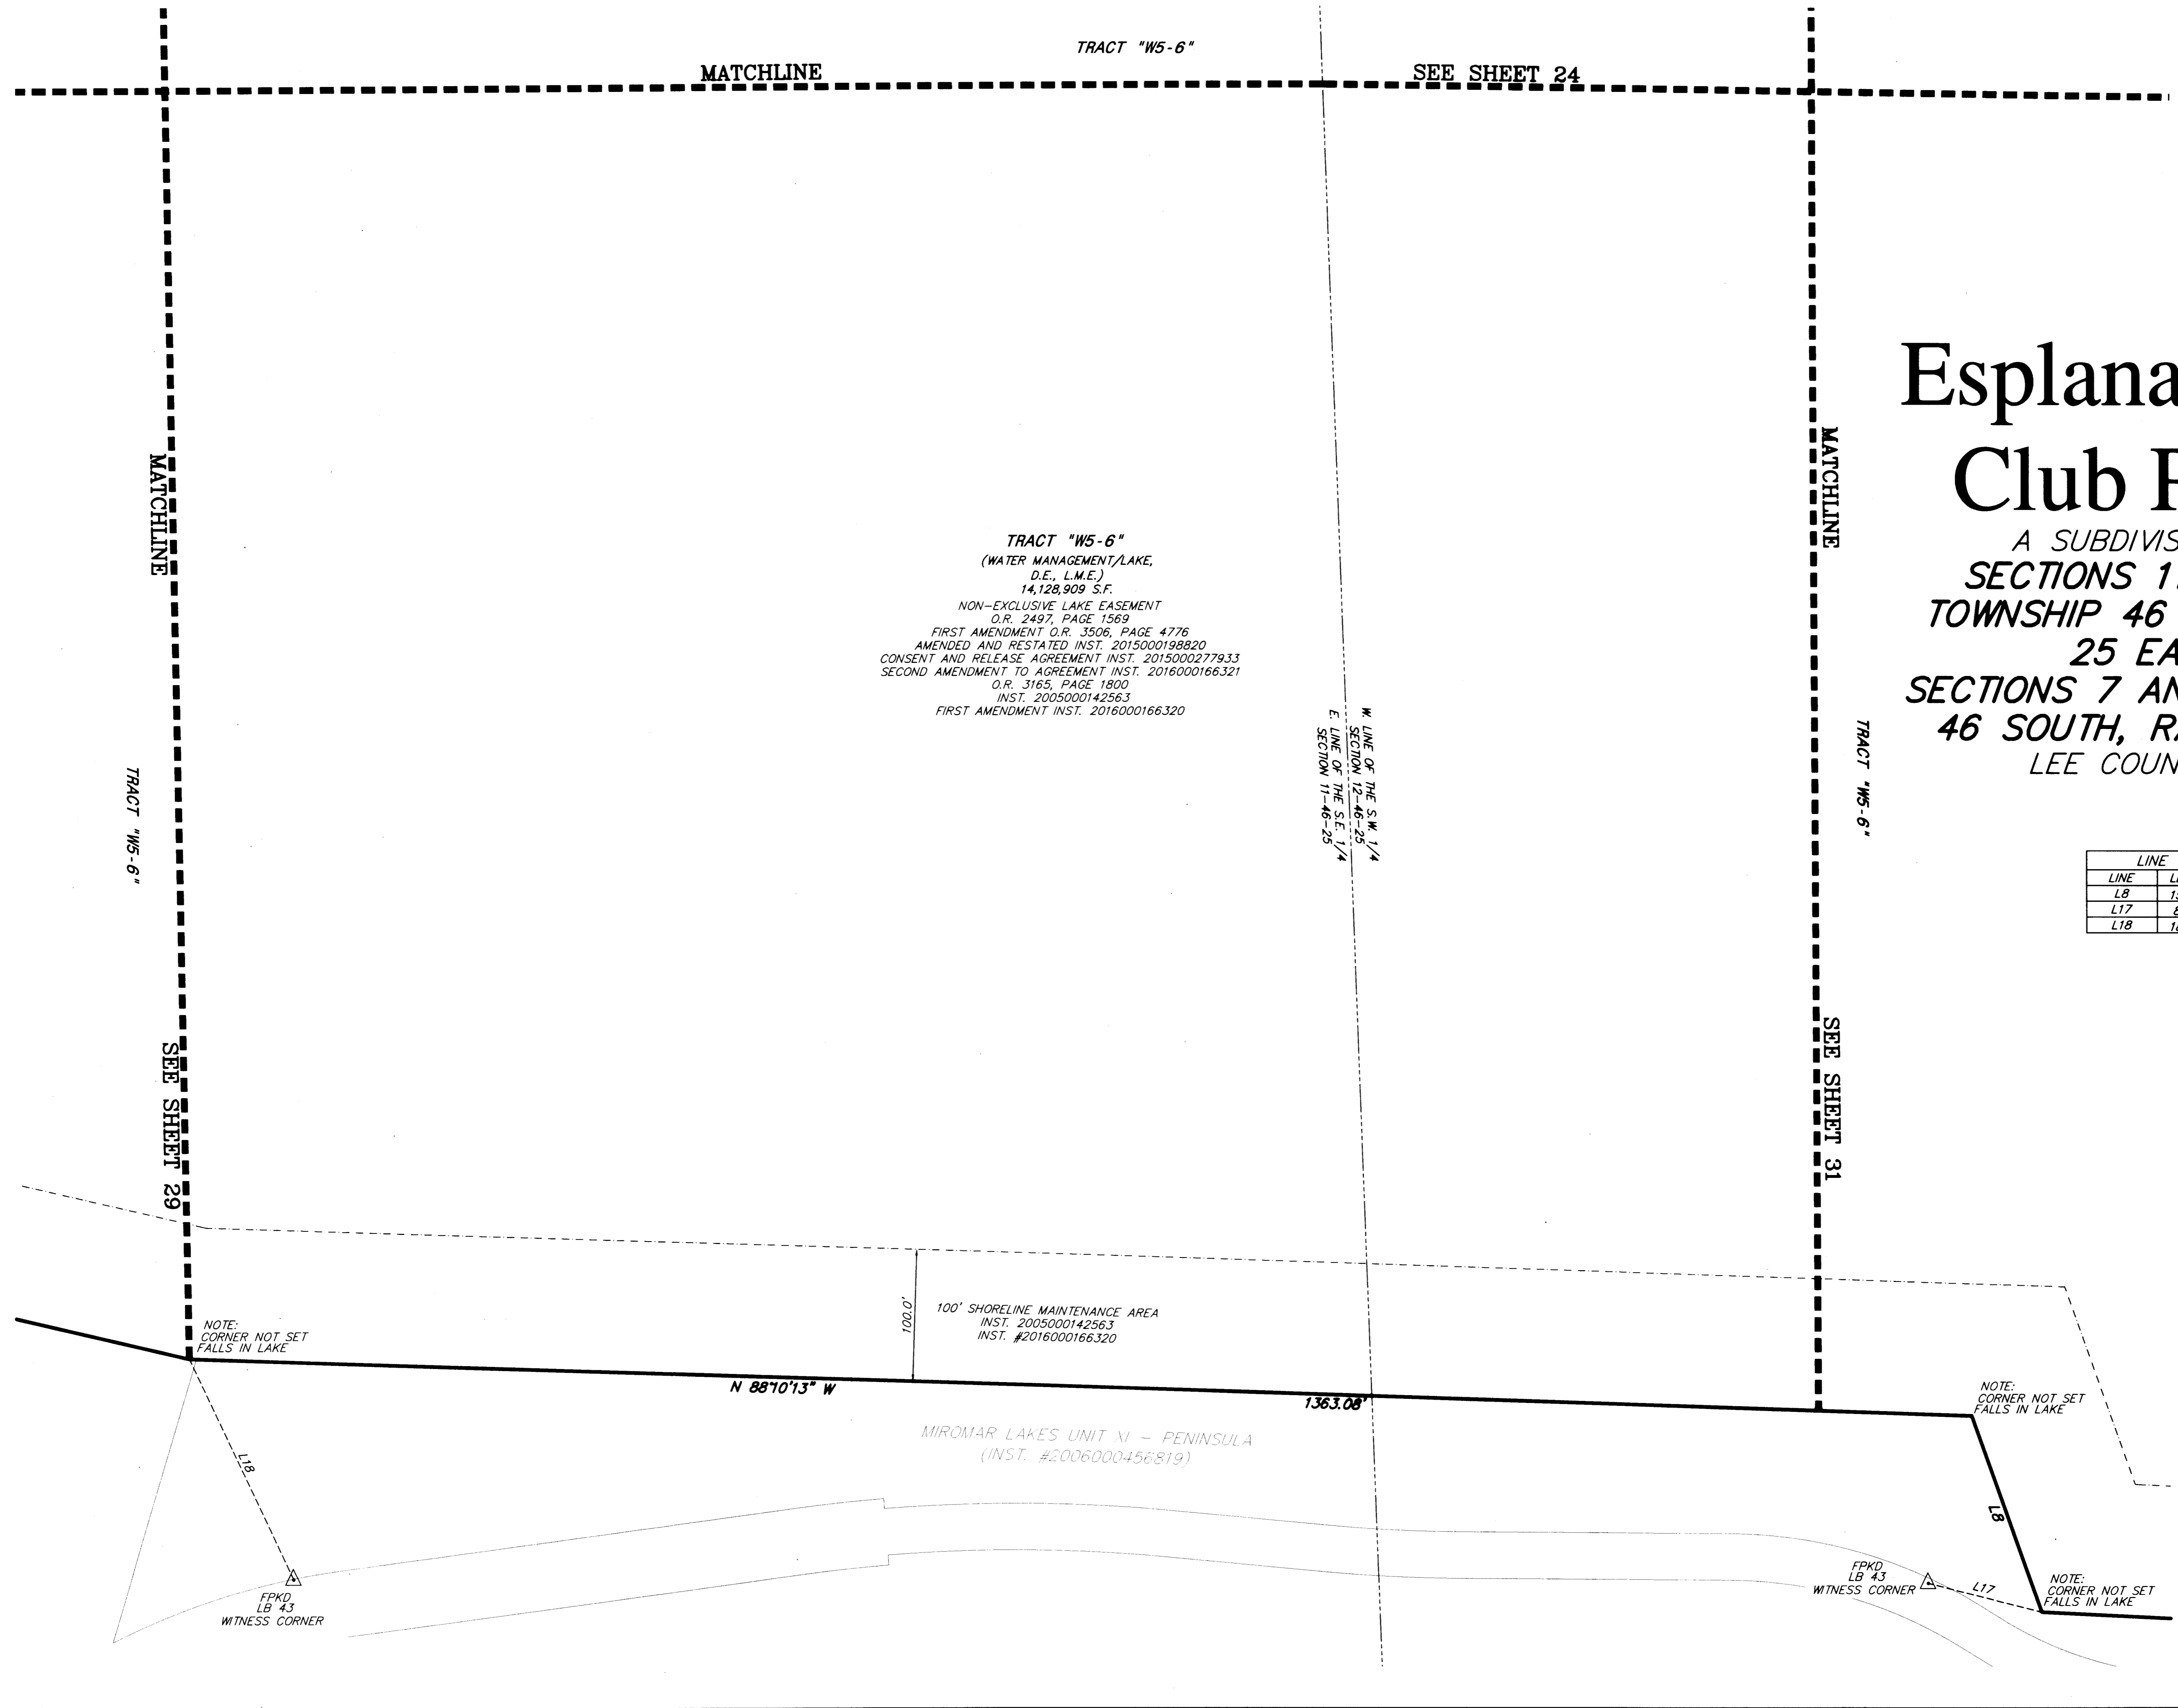 TRACT "W5-6"
MATCHLINE
SEE SHEET 24
MATCHLINE
SEE SHEET 29
TRACT "W5-6"
TRACT "W5-6"
(WATER MANAGEMENT/LAKE,
D.E., L.M.E.)
14,128,909 S.F.
NON-EXCLUSIVE LAKE EASEMENT
O.R. 2497, PAGE 1569
FIRST AMENDMENT O.R. 3506, PAGE 4776
AMENDED AND RESTATED INST. 2015000198820
CONSENT AND RELEASE AGREEMENT INST. 2015000277933
SECOND AMENDMENT TO AGREEMENT INST. 2016000166321
O.R. 3165, PAGE 1800
INST. 2005000142563
FIRST AMENDMENT INST. 2016000166320
W. LINE OF THE S.W. 1/4
SECTION 12-46-25
E. LINE OF THE S.E. 1/4
SECTION 11-46-25
MATCHLINE
SEE SHEET 31
TRACT "W5-6"
Esplana
Club
A SUBDIVIS
SECTIONS 1
TOWNSHIP 46
25 EA
SECTIONS 7 AN
46 SOUTH, RA
LEE COUN
LINE
LINE
L8
L17
L18
NOTE:
CORNER NOT SET
FALLS IN LAKE
100.0'
100' SHORELINE MAINTENANCE AREA
INST. 2005000142563
INST. #2016000166320
N 88°10'13" W
1363.08'
MIROMAR LAKES UNIT XI - PENINSULA
(INST. #2006000456819)
NOTE:
CORNER NOT SET
FALLS IN LAKE
L18
L8
FPKD
LB 43
WITNESS CORNER
FPKD
LB 43
WITNESS CORNER
L17
NOTE:
CORNER NOT SET
FALLS IN LAKE